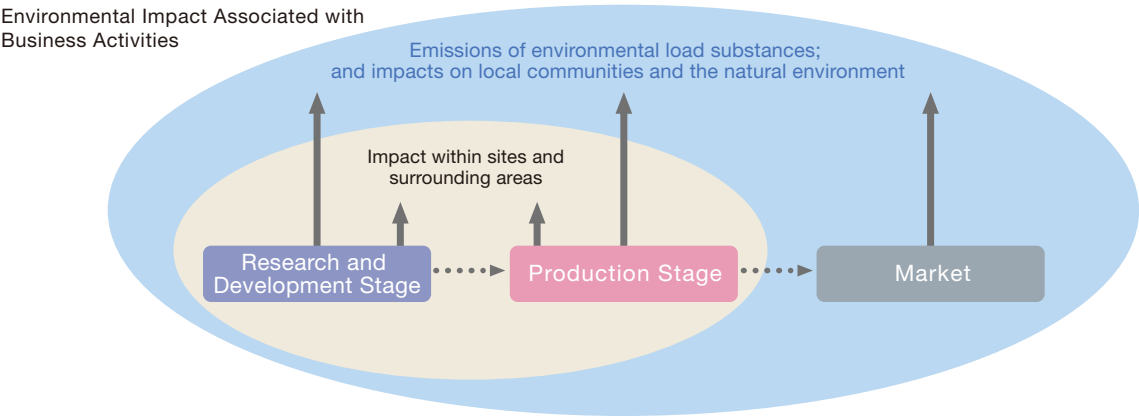 Environmental Impact Associated with
Business Activities
Emissions of environmental load substances;
and impacts on local communities and the natural environment
Impact within sites and
surrounding areas
Research and
Development Stage
Production Stage
Market